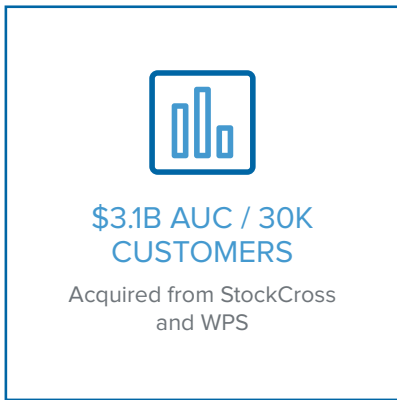 $3.1B AUC / 30K
CUSTOMERS
Acquired from StockCross
and WPS